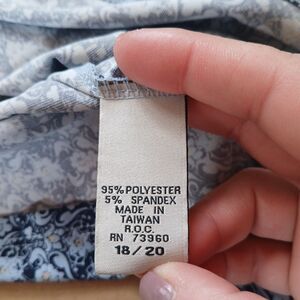 95% POLYESTER
5% SPANDEX
MADE IN
TAIWAN
R.O.C.
RN 73960
18/20